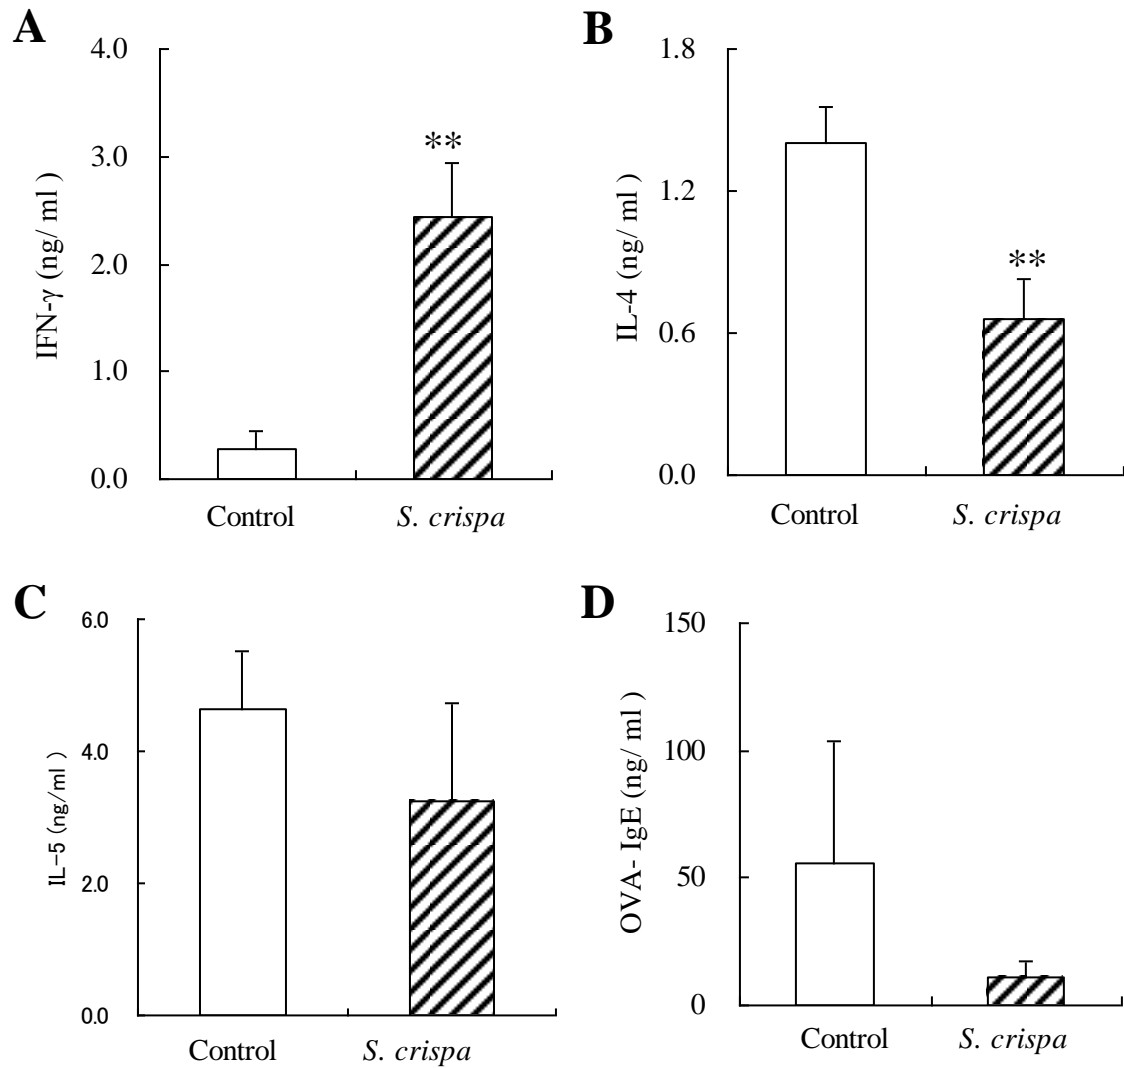 A
IFN-γ (ng/ ml )
4.0
3.0
2.0
1.0
0.0
**
Control
S. crispa
B
IL-4 (ng/ ml )
1.8
1.2
0.6
0.0
**
Control
S. crispa
C
IL-5 (ng/ml )
6.0
4.0
2.0
0.0
Control
S. crispa
D
OVA- IgE (ng/ ml )
150
100
50
0
Control
S. crispa